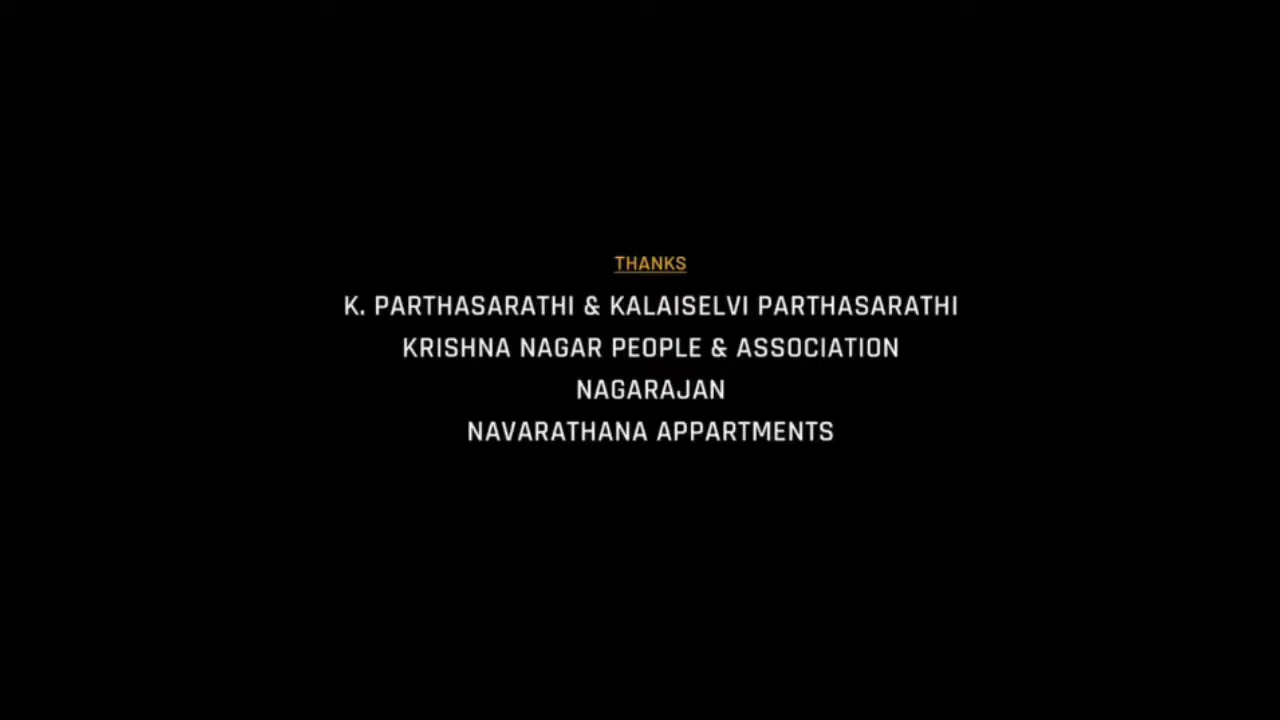 THANKS
K. PARTHASARATHI & KALAISELVI PARTHASARATHI
KRISHNA NAGAR PEOPLE & ASSOCIATION
NAGARAJAN
NAVARATHANA APPARTMENTS